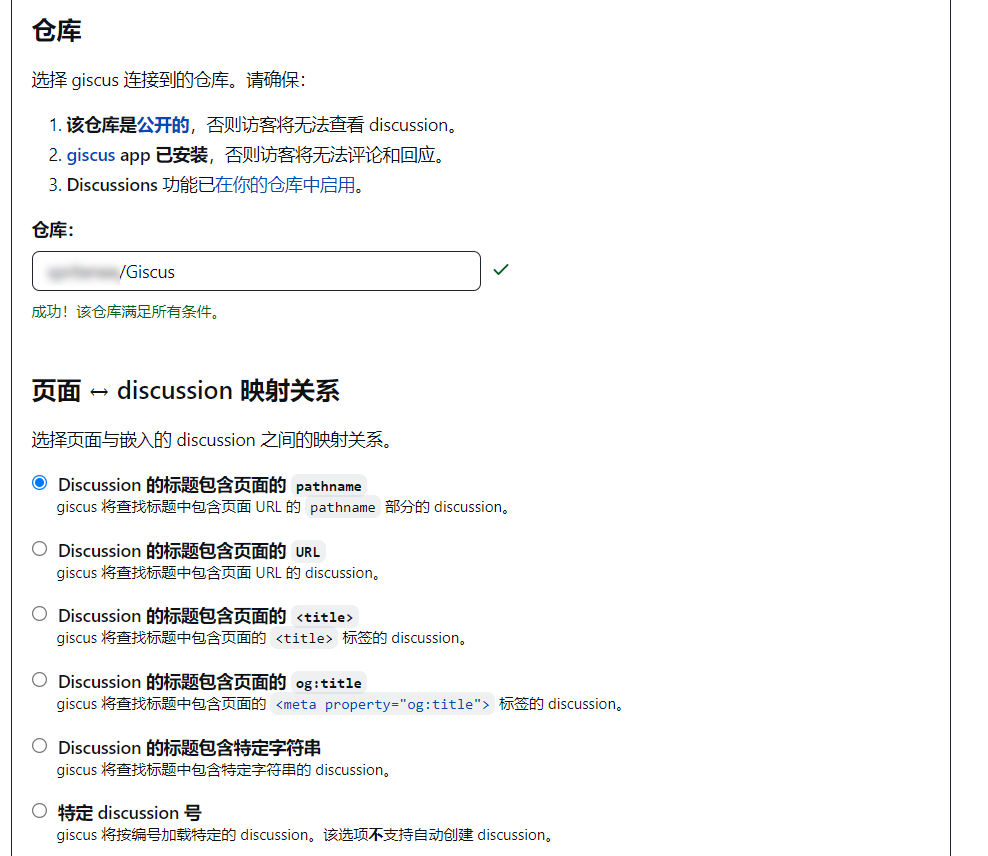 仓库
选择 giscus 连接到的仓库。请确保：
1. 该仓库是公开的，否则访客将无法查看 discussion。
2. giscus app 已安装，否则访客将无法评论和回应。
3. Discussions 功能已在你的仓库中启用。
仓库：
/Giscus
成功！该仓库满足所有条件。
页面 ↔ discussion 映射关系
选择页面与嵌入的 discussion 之间的映射关系。
Discussion 的标题包含页面的 pathname
giscus 将查找标题中包含页面 URL 的 pathname 部分的 discussion。
Discussion 的标题包含页面的 URL
giscus 将查找标题中包含页面 URL 的 discussion。
Discussion 的标题包含页面的 <title>
giscus 将查找标题中包含页面的 <title> 标签的 discussion。
Discussion 的标题包含页面的 og:title
giscus 将查找标题中包含页面的 <meta property="og:title"> 标签的 discussion。
Discussion 的标题包含特定字符串
giscus 将查找标题中包含特定字符串的 discussion。
特定 discussion 号
giscus 将按编号加载特定的 discussion。该选项不支持自动创建 discussion。